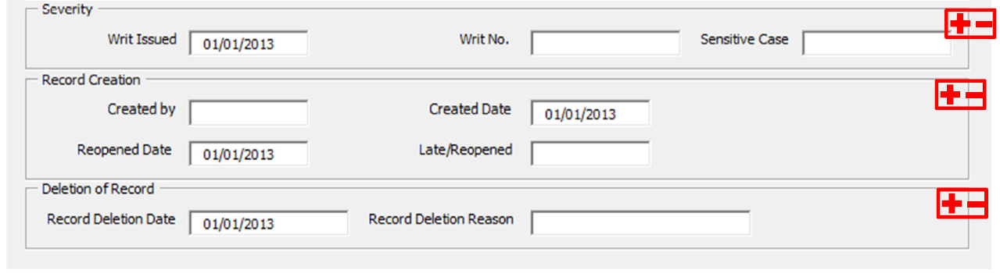 Severity
Writ Issued 01/01/2013 Writ No. Sensitive Case
Record Creation
Created by Created Date 01/01/2013
Reopened Date 01/01/2013 Late/Reopened
Deletion of Record
Record Deletion Date 01/01/2013 Record Deletion Reason